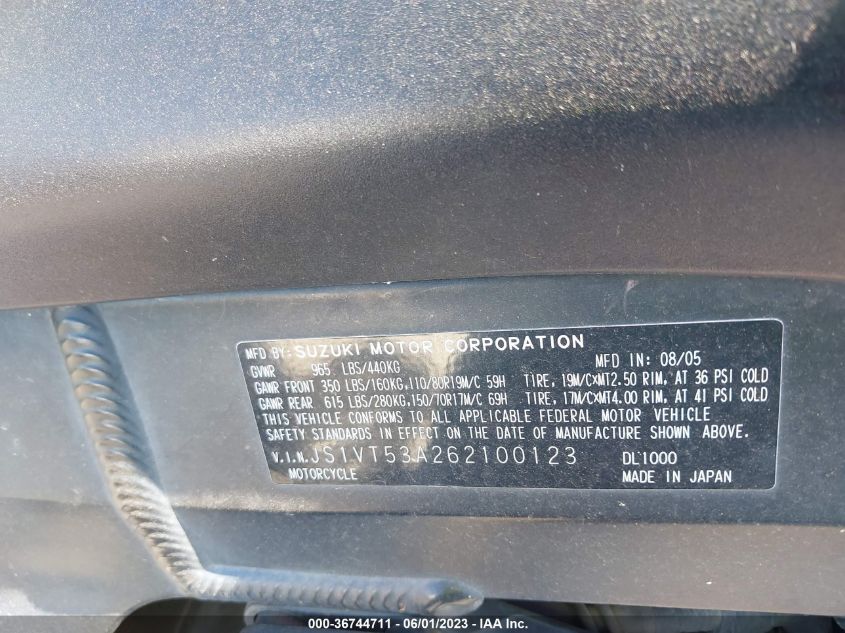 MFD BY: SUZUKI MOTOR CORPORATION MFD IN: 08/05
GVWR 965 LBS/440KG
GAWR FRONT 350 LBS/160KG,110/80R19M/C 59H TIRE, 19M/CXMT2.50 RIM, AT 36 PSI COLD
GAWR REAR 615 LBS/280KG,150/70R17M/C 69H TIRE, 17M/CXMT4.00 RIM, AT 41 PSI COLD
THIS VEHICLE CONFORMS TO ALL APPLICABLE FEDERAL MOTOR VEHICLE
SAFETY STANDARDS IN EFFECT ON THE DATE OF MANUFACTURE SHOWN ABOVE.
V.I.N. JS1VT53A262100123 DL1000
MOTORCYCLE MADE IN JAPAN
000-36744711 - 06/01/2023 - IAAI.com